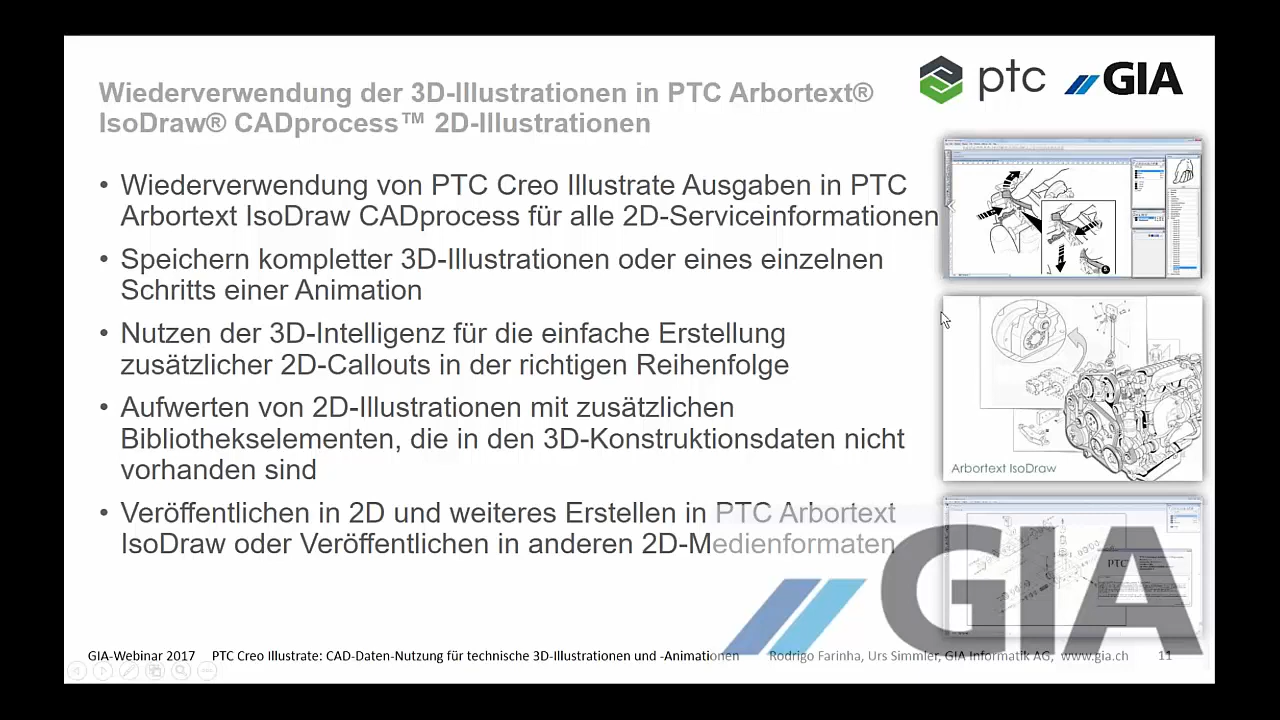 Wiederverwendung der 3D-Illustrationen in PTC Arbortext®
IsoDraw® CADprocess™ 2D-Illustrationen
ptc
GIA
• Wiederverwendung von PTC Creo Illustrate Ausgaben in PTC
Arbortext IsoDraw CADprocess für alle 2D-Serviceinformationen
• Speichern kompletter 3D-Illustrationen oder eines einzelnen
Schritts einer Animation
• Nutzen der 3D-Intelligenz für die einfache Erstellung
zusätzlicher 2D-Callouts in der richtigen Reihenfolge
• Aufwerten von 2D-Illustrationen mit zusätzlichen
Bibliothekselementen, die in den 3D-Konstruktionsdaten nicht
vorhanden sind
• Veröffentlichen in 2D und weiteres Erstellen in PTC Arbortext
IsoDraw oder Veröffentlichen in anderen 2D-Medienformaten
Arbortext IsoDraw
PTC
GIA
GIA-Webinar 2017 PTC Creo Illustrate: CAD-Daten-Nutzung für technische 3D-Illustrationen und -Animationen Rodrigo Farinha, Urs Simmler, GIA Informatik AG, www.gia.ch 11